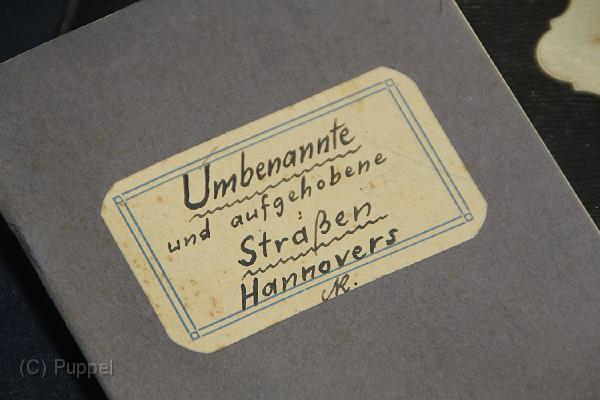 Umbenannte
und aufgehobene
Straßen
Hannovers
(C) Puppel